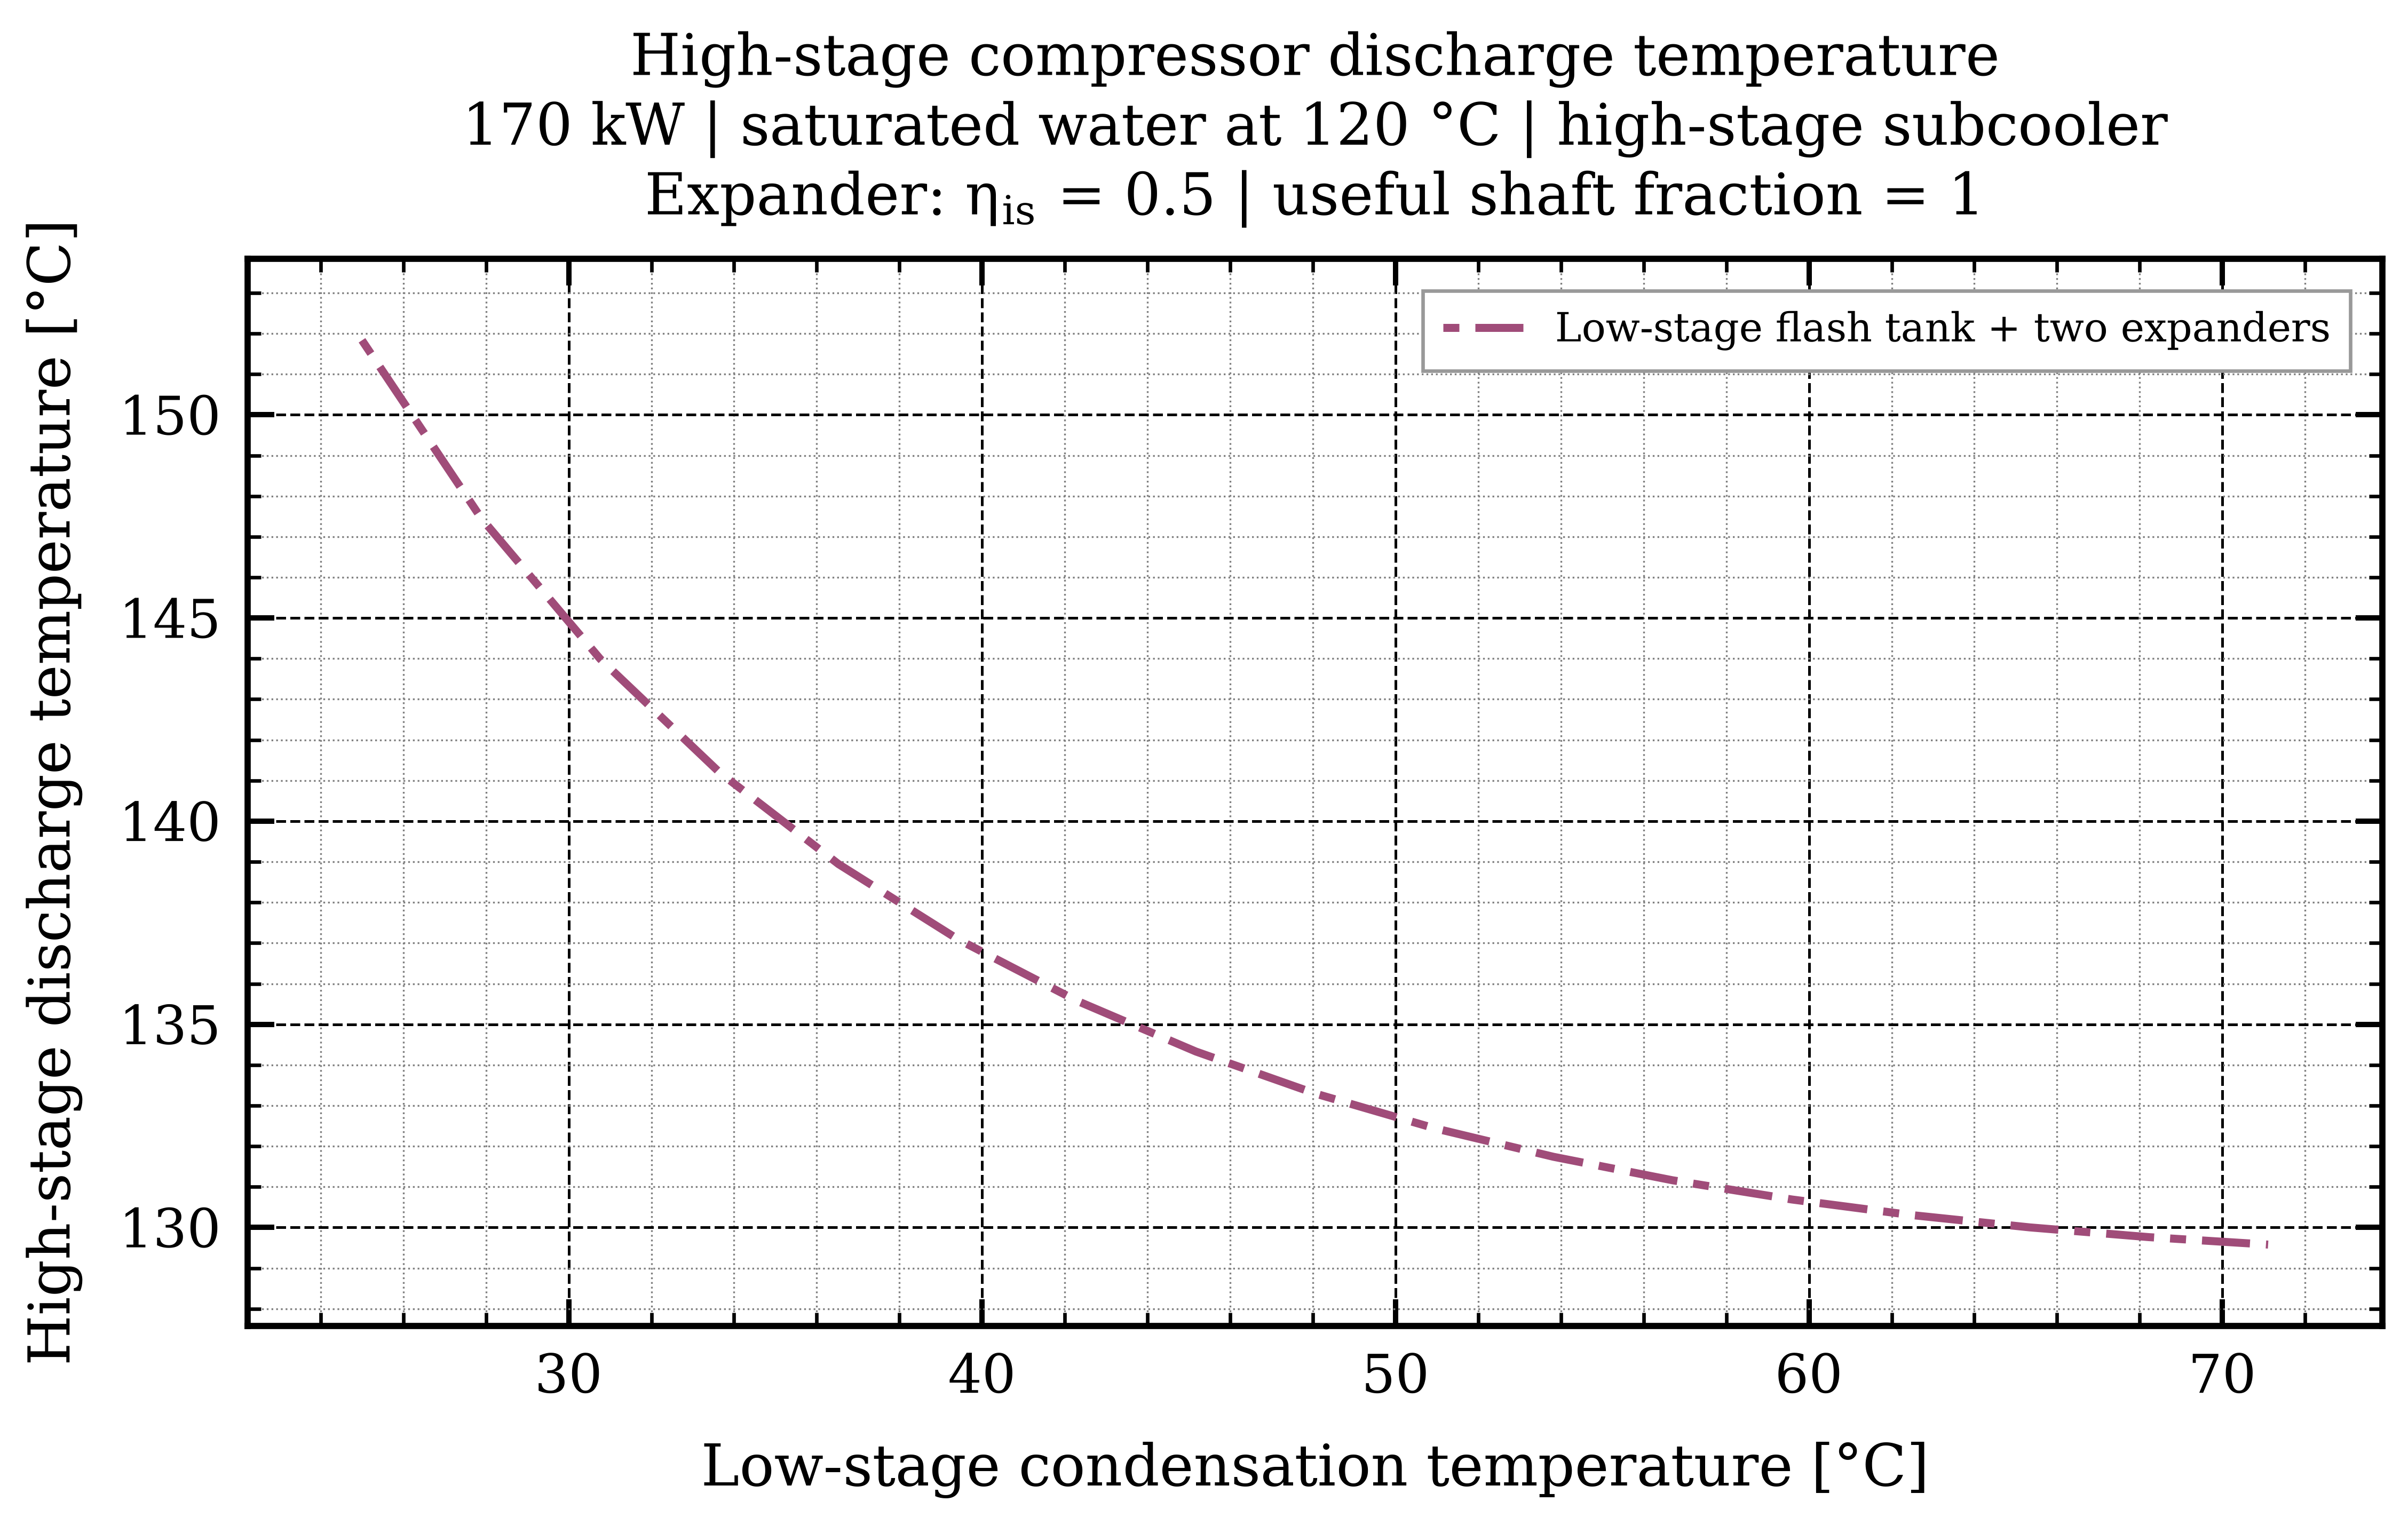 High-stage compressor discharge temperature
170 kW | saturated water at 120 °C | high-stage subcooler
Expander: ηis = 0.5 | useful shaft fraction = 1
High-stage discharge temperature [°C]
150
145
140
135
130
Low-stage flash tank + two expanders
30 40 50 60 70
Low-stage condensation temperature [°C]